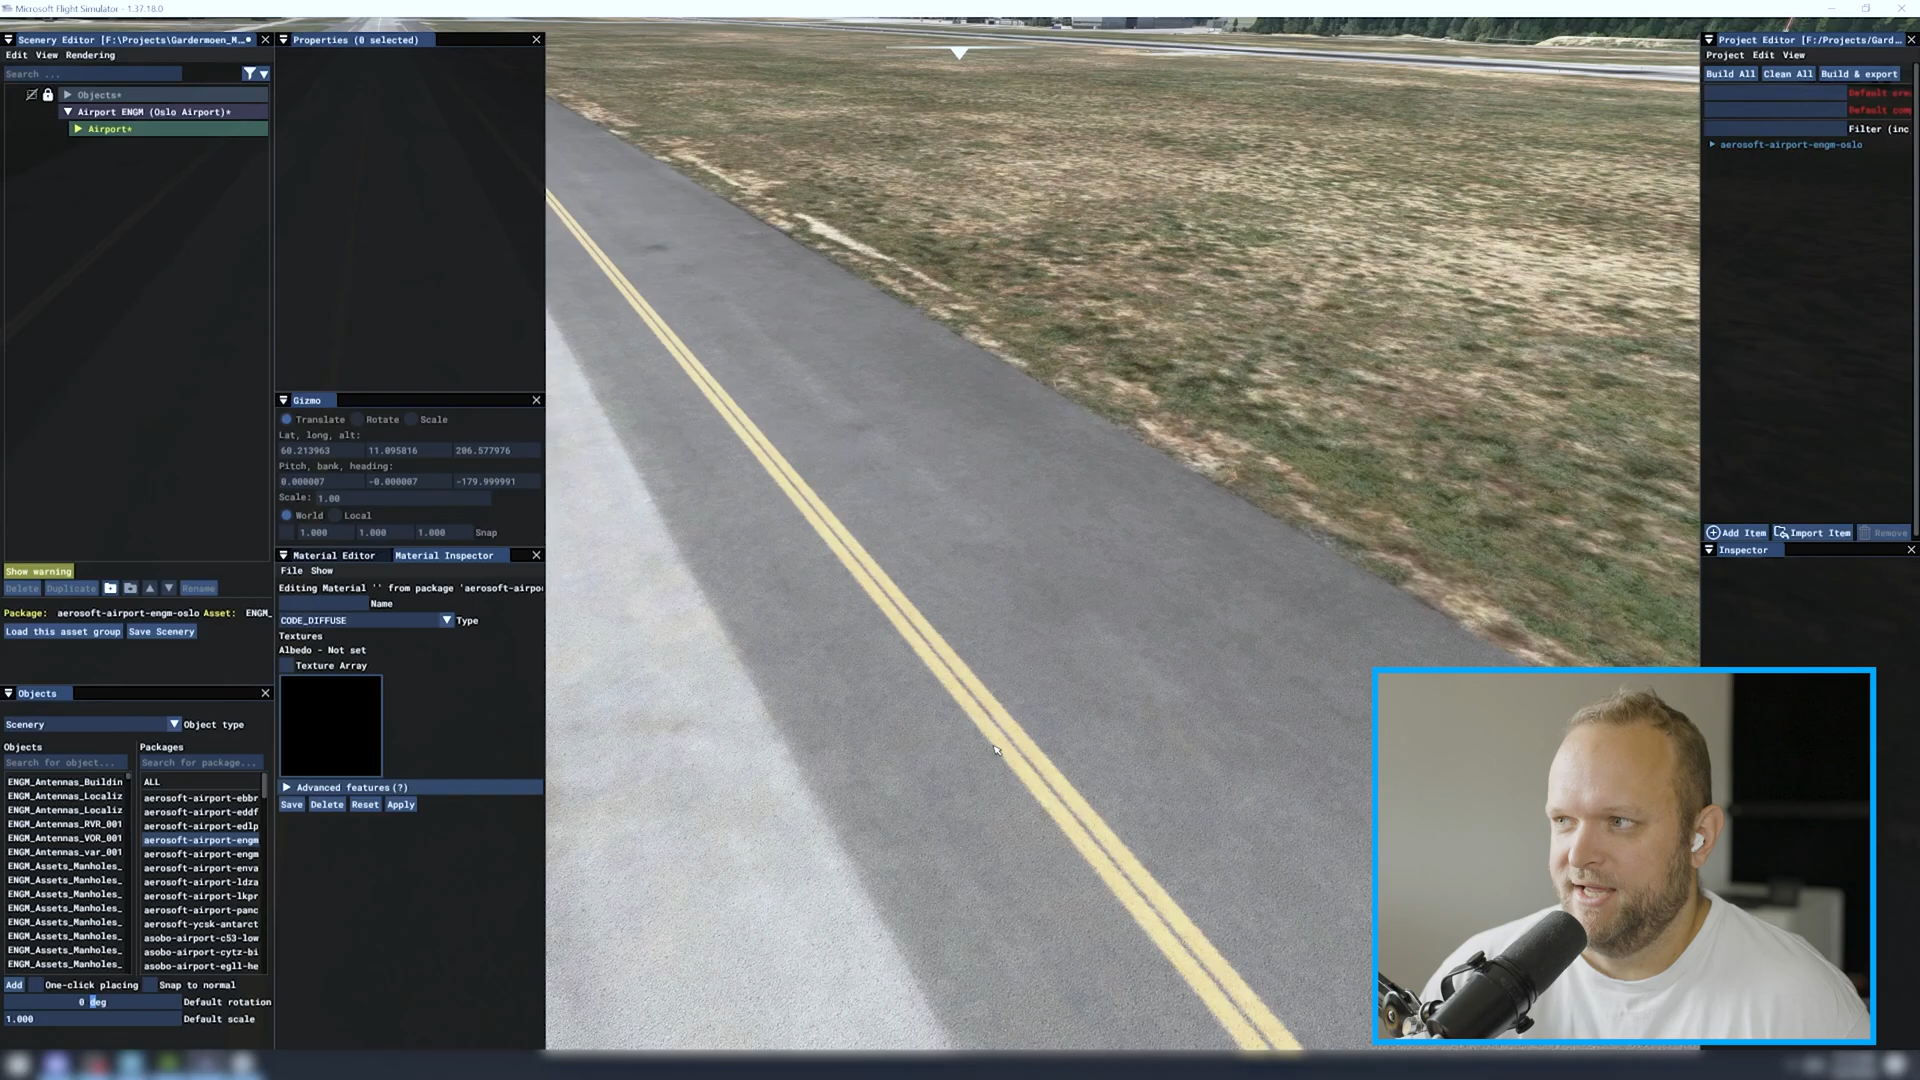 Microsoft Flight Simulator - 1.37.18.0
Scenery Editor [F:\Projects\Gardermoen_M...
Edit View Rendering
Search ...
Objects*
Airport ENGM (Oslo Airport)*
Airport*
Show warning
Delete Duplicate Rename
Package: aerosoft-airport-engm-oslo Asset: ENGM_
Load this asset group Save Scenery
Objects
Scenery Object type
Objects Packages
Search for object... Search for package...
ENGM_Antennas_Buildin ALL
ENGM_Antennas_Localiz aerosoft-airport-ebbr
ENGM_Antennas_Localiz aerosoft-airport-eddf
ENGM_Antennas_RVR_001 aerosoft-airport-edlp
ENGM_Antennas_VOR_001 aerosoft-airport-engm
ENGM_Antennas_var_001 aerosoft-airport-engm
ENGM_Assets_Manholes_ aerosoft-airport-enva
ENGM_Assets_Manholes_ aerosoft-airport-ldza
ENGM_Assets_Manholes_ aerosoft-airport-lkpr
ENGM_Assets_Manholes_ aerosoft-airport-panc
ENGM_Assets_Manholes_ aerosoft-ycsk-antarct
ENGM_Assets_Manholes_ asobo-airport-c53-low
ENGM_Assets_Manholes_ asobo-airport-cytz-bi
ENGM_Assets_Manholes_ asobo-airport-egll-he
Add One-click placing Snap to normal
0 deg Default rotation
1.000 Default scale
Properties (0 selected)
Gizmo
Translate Rotate Scale
Lat, long, alt:
60.213963 11.095816 206.577976
Pitch, bank, heading:
0.000007 -0.000007 -179.999991
Scale: 1.00
World Local
1.000 1.000 1.000 Snap
Material Editor Material Inspector
File Show
Editing Material '' from package 'aerosoft-airpo
Name
CODE_DIFFUSE Type
Textures
Albedo - Not set
Texture Array
Advanced features(?)
Save Delete Reset Apply
Project Editor [F:/Projects/Gard...
Project Edit View
Build All Clean All Build & export
Default
Default
Filter (inc
aerosoft-airport-engm-oslo
Add Item Import Item Remove
Inspector